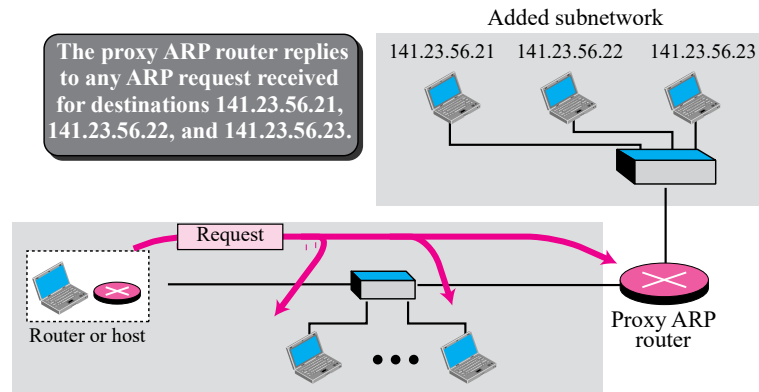 Added subnetwork
The proxy ARP router replies
to any ARP request received
for destinations 141.23.56.21,
141.23.56.22, and 141.23.56.23.
141.23.56.21 141.23.56.22 141.23.56.23
Request
Router or host
Proxy ARP
router